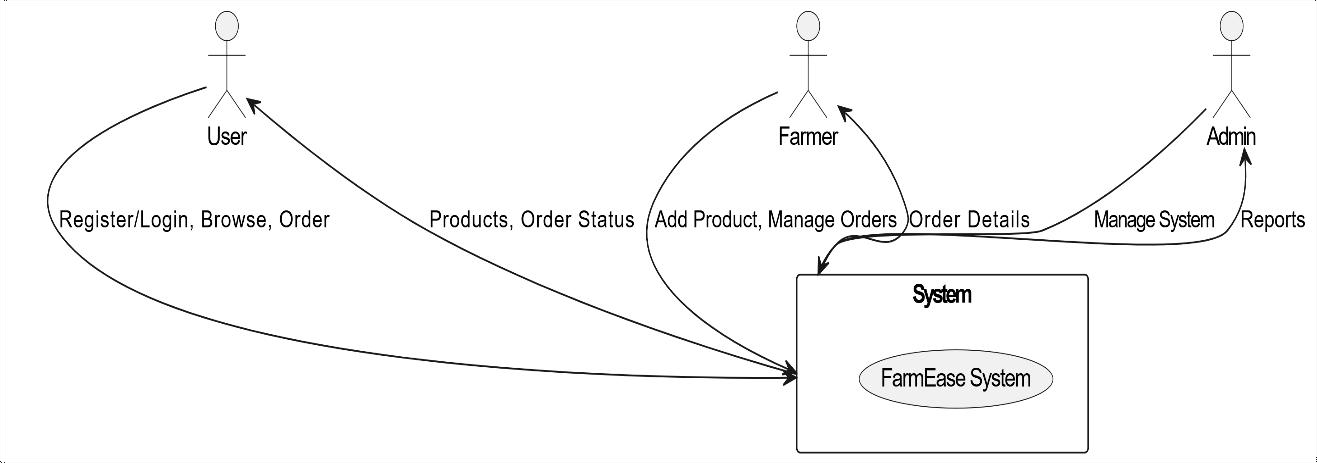 User
Farmer
Admin
Register/Login, Browse, Order
Products, Order Status
Add Product, Manage Orders
Order Details
Manage System
Reports
System
FarmEase System